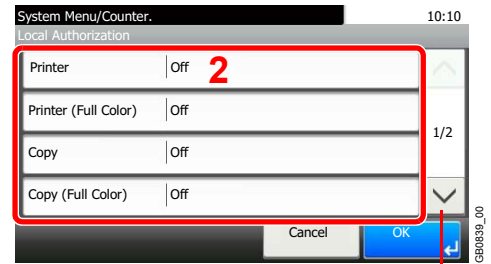 System Menu/Counter. 10:10
Local Authorization
Printer Off 2
Printer (Full Color) Off
1/2
Copy Off
Copy (Full Color) Off
Cancel OK
GB0839_00